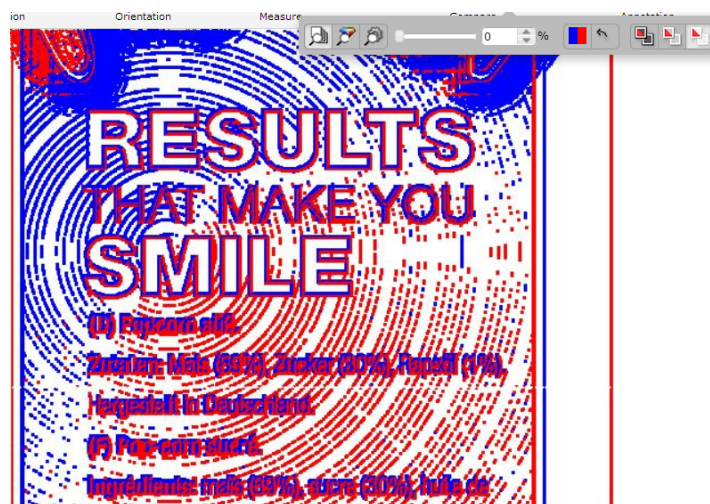 Orientation Measure Compare Annotation
0 %
RESULTS
THAT MAKE YOU
SMILE
(D) Popcorn süß.
Zutaten: Mais (69%), Zucker (30%), Rapsöl (1%).
Hergestellt in Deutschland.
(F) Pop-corn sucré.
Ingrédients: maïs (69%), sucre (30%), huile de